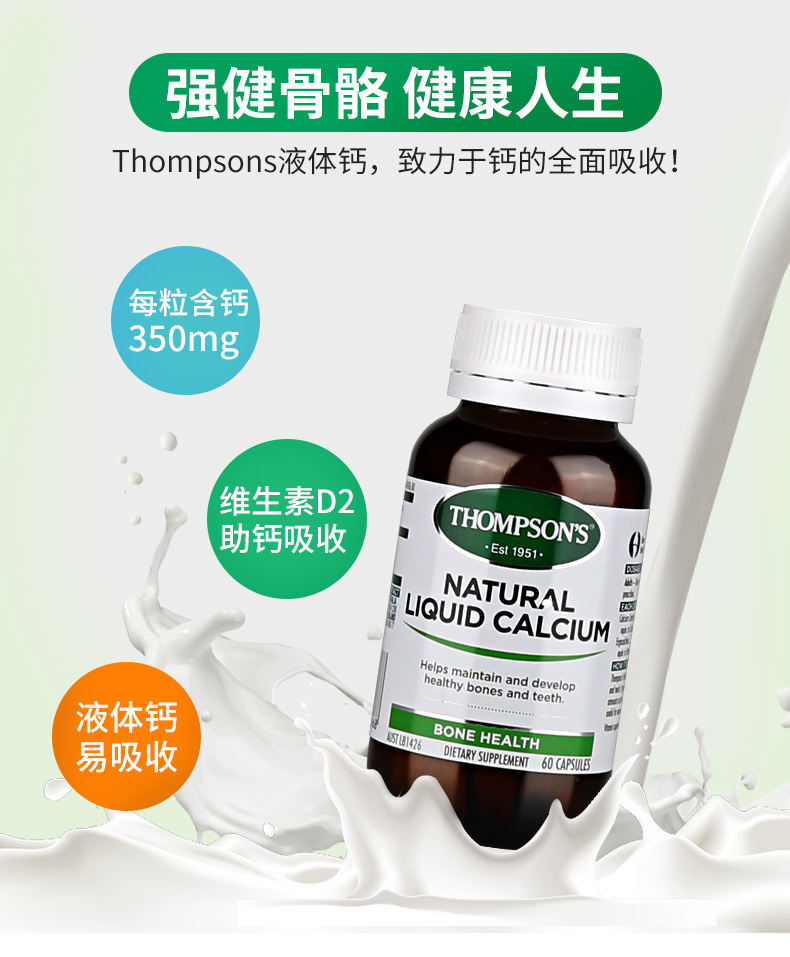 强健骨骼 健康人生
Thompsons液体钙，致力于钙的全面吸收！
每粒含钙
350mg
维生素D2
助钙吸收
液体钙
易吸收
THOMPSON'S®
·Est 1951·
NATURAL
LIQUID CALCIUM
Helps maintain and develop
healthy bones and teeth.
BONE HEALTH
AUST L81426
DIETARY SUPPLEMENT 60 CAPSULES